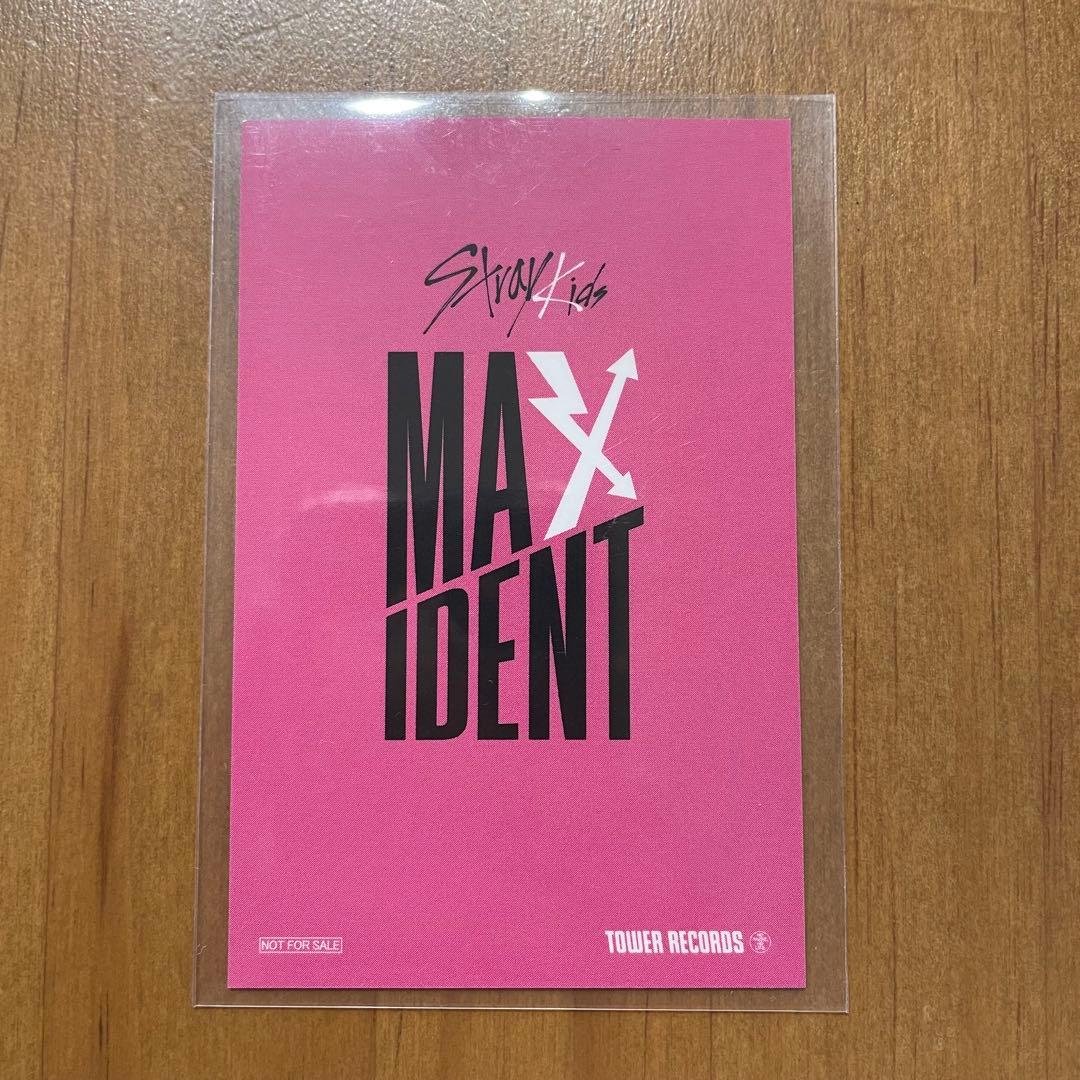 Stray Kids
MAX
IDENT
NOT FOR SALE
TOWER RECORDS